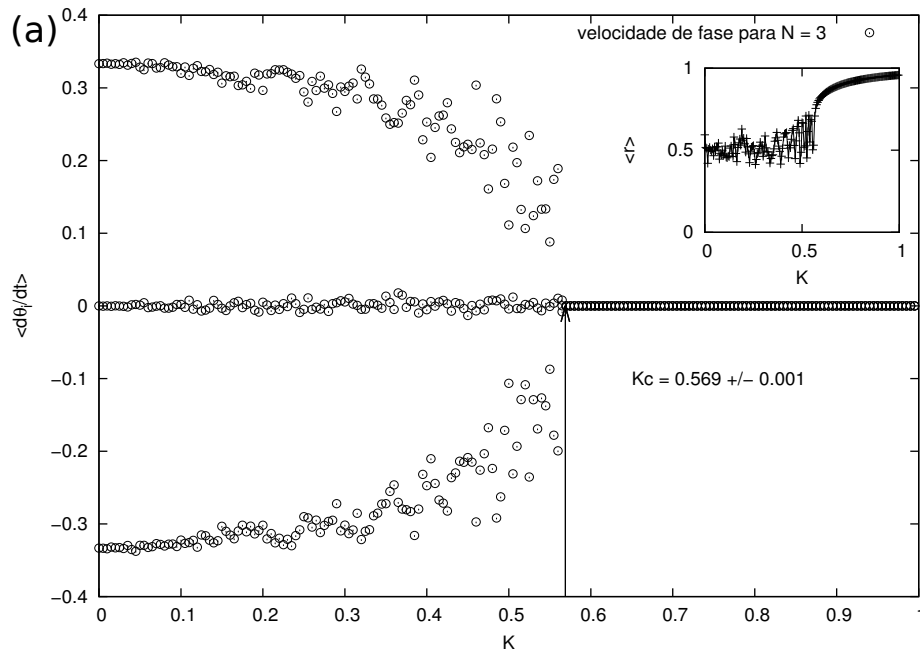 (a)
velocidade de fase para N = 3
0.4
0.3
0.2
0.1
0
−0.1
−0.2
−0.3
−0.4
<dθi/dt>
0 0.1 0.2 0.3 0.4 0.5 0.6 0.7 0.8 0.9 1
K
1
0.5
0
<r>
0 0.5 1
K
Kc = 0.569 +/− 0.001